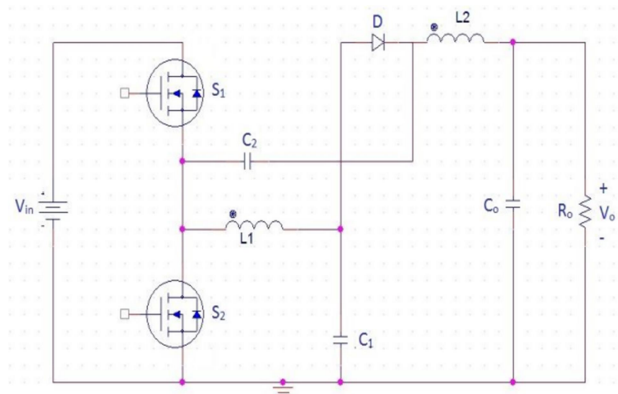 D
L2
S₁
C₂
+
Vin
-
L1
Co
Ro
+
Vo
-
S₂
.C₁